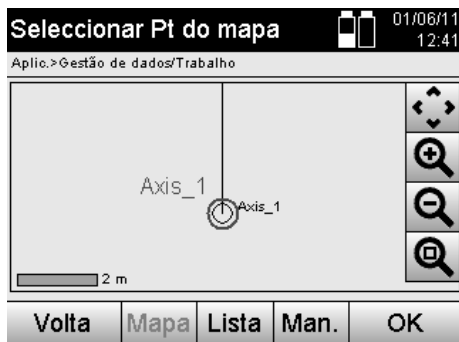 Seleccionar Pt do mapa
01/06/11
12:41
Aplic.>Gestão de dados/Trabalho
Axis_1
Axis_1
2 m
Volta Mapa Lista Man. OK